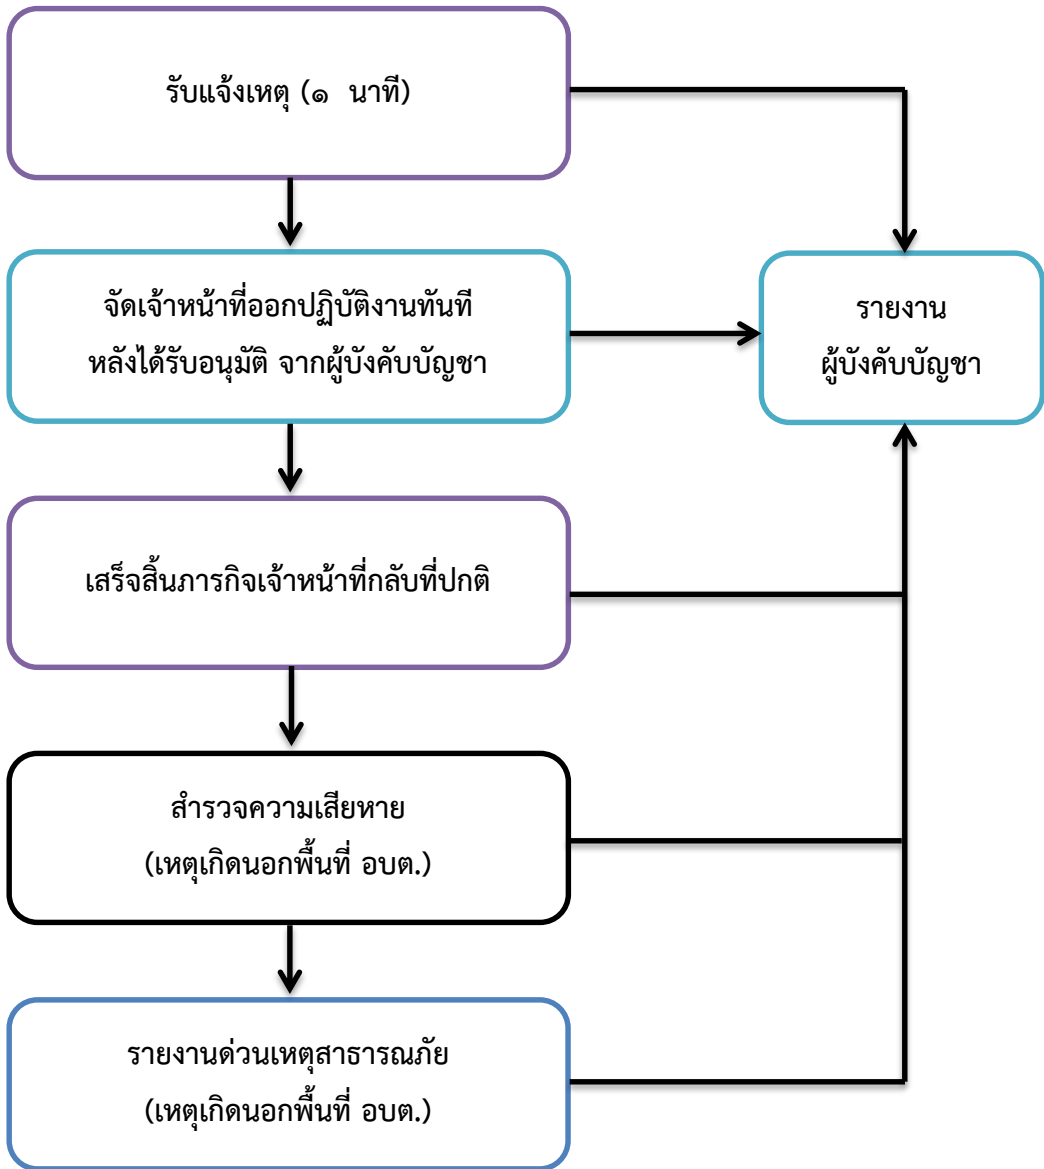 รับแจ้งเหตุ (๑ นาที)
จัดเจ้าหน้าที่ออกปฏิบัติงานทันที
หลังได้รับอนุมัติ จากผู้บังคับบัญชา
รายงาน
ผู้บังคับบัญชา
เสร็จสิ้นภารกิจเจ้าหน้าที่กลับที่ปกติ
สำรวจความเสียหาย
(เหตุเกิดนอกพื้นที่ อบต.)
รายงานด่วนเหตุสาธารณภัย
(เหตุเกิดนอกพื้นที่ อบต.)